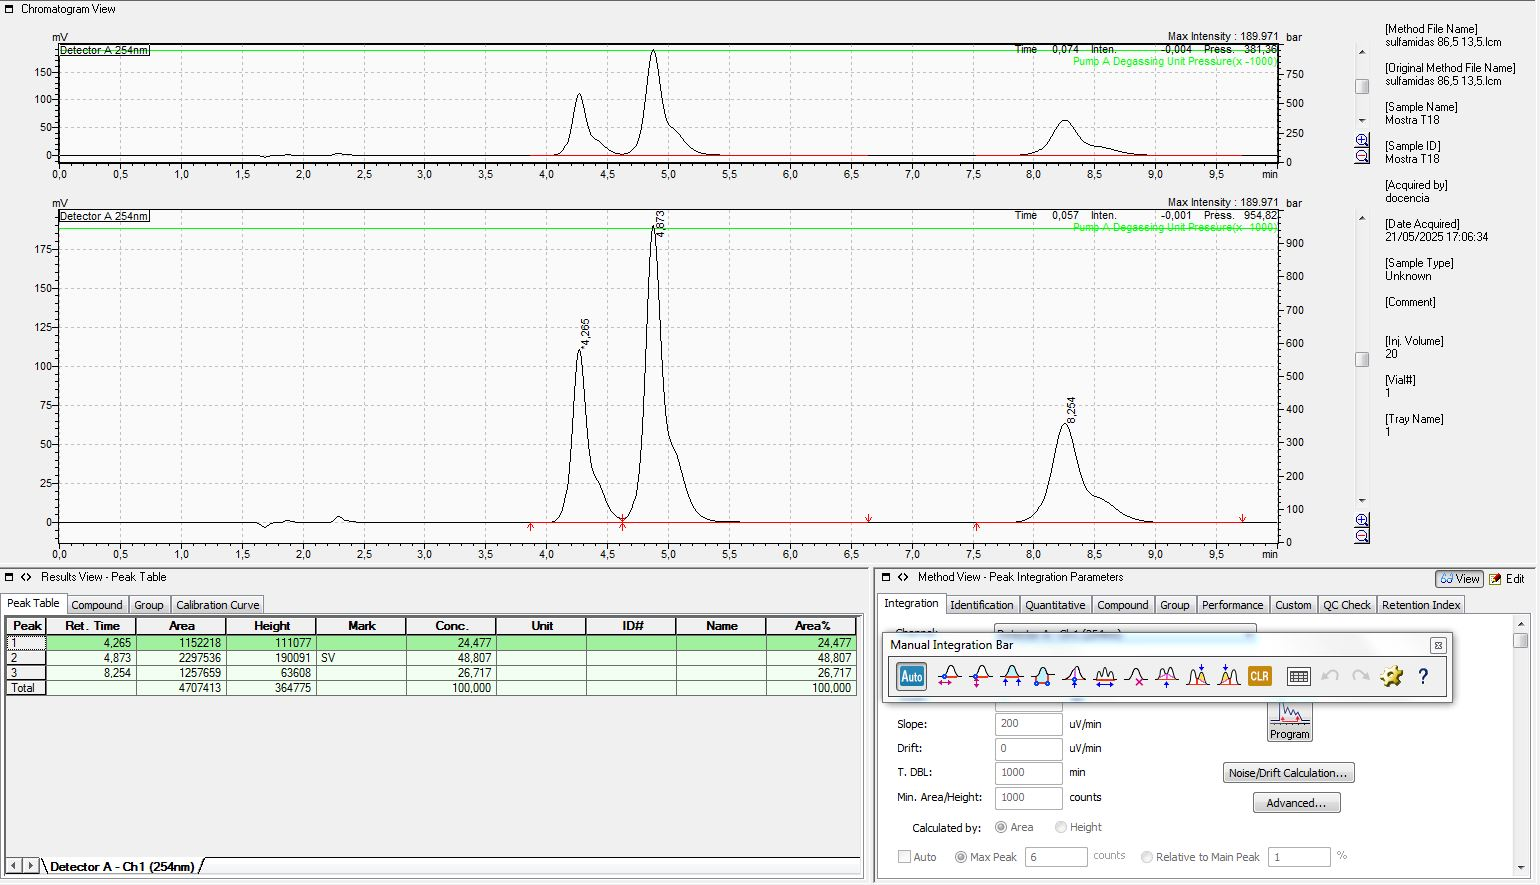 Chromatogram View
mV
Max Intensity : 189.971 bar
Detector A 254nm
Time 0,074 Inten. -0,004 Press. 381,36
Pump A Degassing Unit Pressure(x -1000)
150
100
50
0
750
500
250
0
0,0 0,5 1,0 1,5 2,0 2,5 3,0 3,5 4,0 4,5 5,0 5,5 6,0 6,5 7,0 7,5 8,0 8,5 9,0 9,5 min
mV
Max Intensity : 189.971 bar
Detector A 254nm
Time 0,057 Inten. -0,001 Press. 954,82
Pump A Degassing Unit Pressure(x -1000)
175
150
125
100
75
50
25
0
900
800
700
600
500
400
300
200
100
0
*4,265
4,873
8,254
0,0 0,5 1,0 1,5 2,0 2,5 3,0 3,5 4,0 4,5 5,0 5,5 6,0 6,5 7,0 7,5 8,0 8,5 9,0 9,5 min
[Method File Name]
sulfamidas 86,5 13,5.lcm
[Original Method File Name]
sulfamidas 86,5 13,5.lcm
[Sample Name]
Mostra T18
[Sample ID]
Mostra T18
[Acquired by]
docencia
[Date Acquired]
21/05/2025 17:06:34
[Sample Type]
Unknown
[Comment]
[Inj. Volume]
20
[Vial#]
1
[Tray Name]
1
Results View - Peak Table
Peak Table Compound Group Calibration Curve
Peak Ret. Time Area Height Mark Conc. Unit ID# Name Area%
1 4,265 1152218 111077 24,477 24,477
2 4,873 2297536 190091 SV 48,807 48,807
3 8,254 1257659 63608 26,717 26,717
Total 4707413 364775 100,000 100,000
Detector A - Ch1 (254nm)
Method View - Peak Integration Parameters
View Edit
Integration Identification Quantitative Compound Group Performance Custom QC Check Retention Index
Manual Integration Bar
Auto CLR ?
Program
Slope: 200 uV/min
Drift: 0 uV/min
T. DBL: 1000 min
Min. Area/Height: 1000 counts
Noise/Drift Calculation...
Advanced...
Calculated by: Area Height
Auto Max Peak 6 counts Relative to Main Peak 1 %